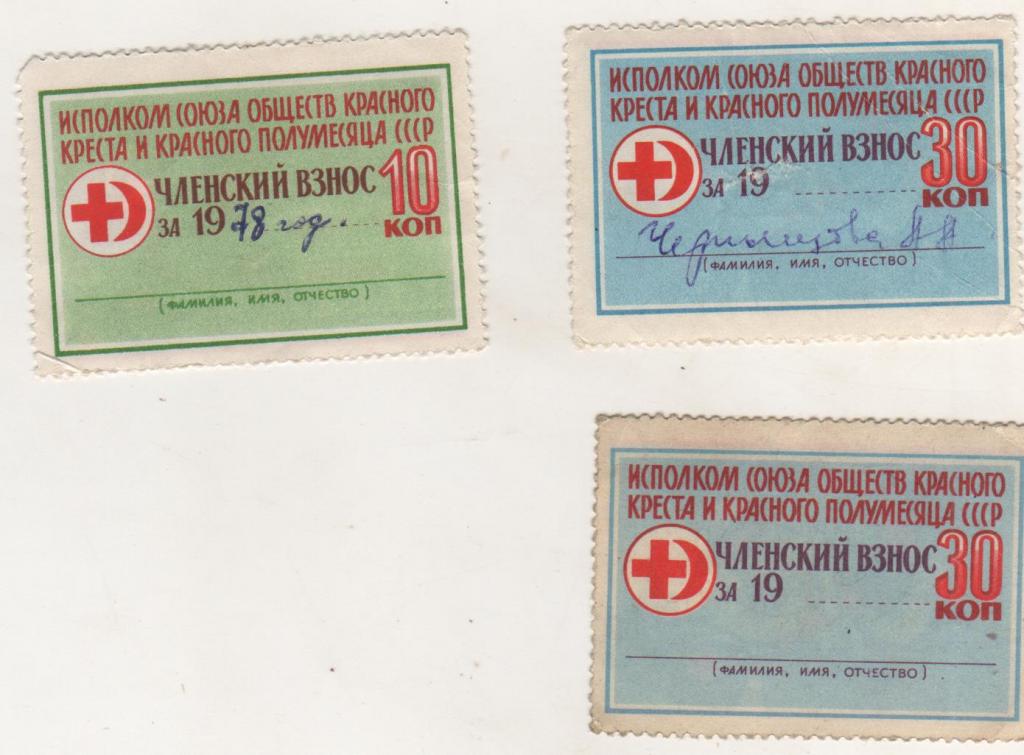 ИСПОЛКОМ СОЮЗА ОБЩЕСТВ КРАСНОГО
КРЕСТА И КРАСНОГО ПОЛУМЕСЯЦА СССР
ЧЛЕНСКИЙ ВЗНОС 10
ЗА 1978 год. КОП
(ФАМИЛИЯ, ИМЯ, ОТЧЕСТВО)
ИСПОЛКОМ СОЮЗА ОБЩЕСТВ КРАСНОГО
КРЕСТА И КРАСНОГО ПОЛУМЕСЯЦА СССР
ЧЛЕНСКИЙ ВЗНОС 30
ЗА 19 КОП
(ФАМИЛИЯ, ИМЯ, ОТЧЕСТВО)
ИСПОЛКОМ СОЮЗА ОБЩЕСТВ КРАСНОГО
КРЕСТА И КРАСНОГО ПОЛУМЕСЯЦА СССР
ЧЛЕНСКИЙ ВЗНОС 30
ЗА 19 КОП
(ФАМИЛИЯ, ИМЯ, ОТЧЕСТВО)